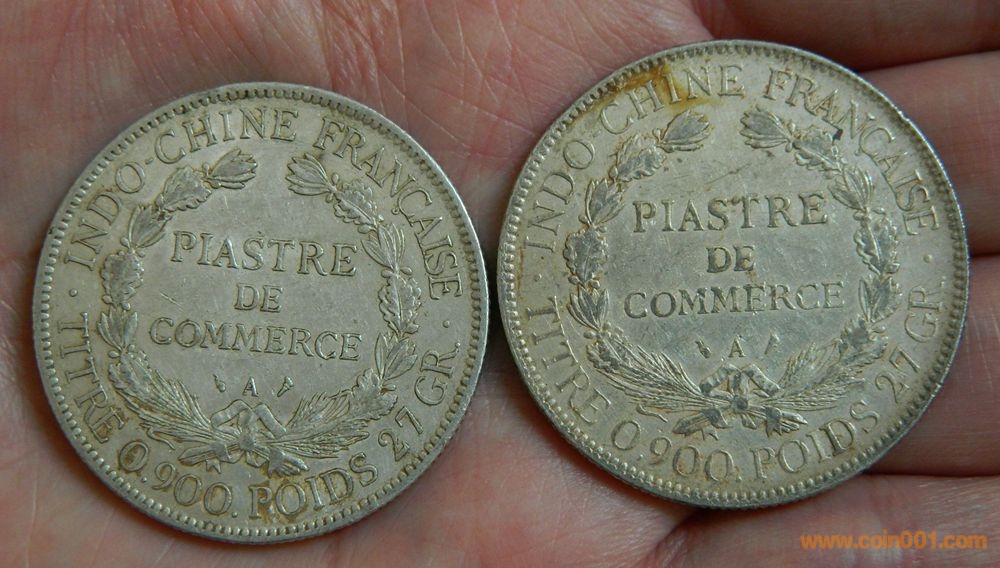 INDO-CHINE FRANÇAISE
PIASTRE
DE
COMMERCE
A
TITRE 0.900. POIDS 27 GR.
INDO-CHINE FRANÇAISE
PIASTRE
DE
COMMERCE
A
TITRE 0,900. POIDS 27 GR.
www.coin001.com